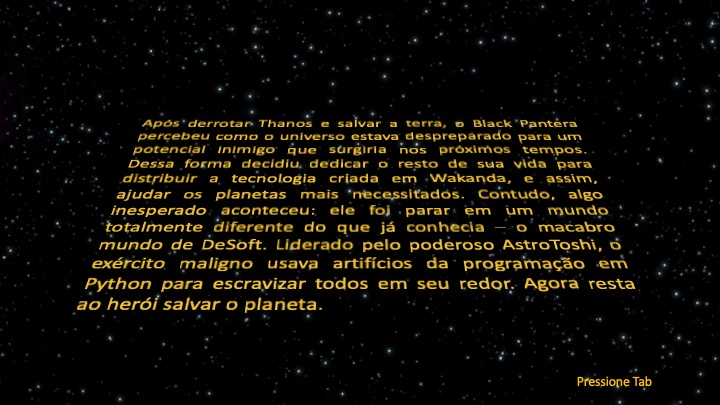 Após derrotar Thanos e salvar a terra, o Black Pantera
percebeu como o universo estava despreparado para um
potencial inimigo que surgiria nos próximos tempos.
Dessa forma decidiu dedicar o resto de sua vida para
distribuir a tecnologia criada em Wakanda, e assim,
ajudar os planetas mais necessitados. Contudo, algo
inesperado aconteceu: ele foi parar em um mundo
totalmente diferente do que já conhecia – o macabro
mundo de DeSoft. Liderado pelo poderoso AstroToshi, o
exército maligno usava artifícios da programação em
Python para escravizar todos em seu redor. Agora resta
ao herói salvar o planeta.
Pressione Tab